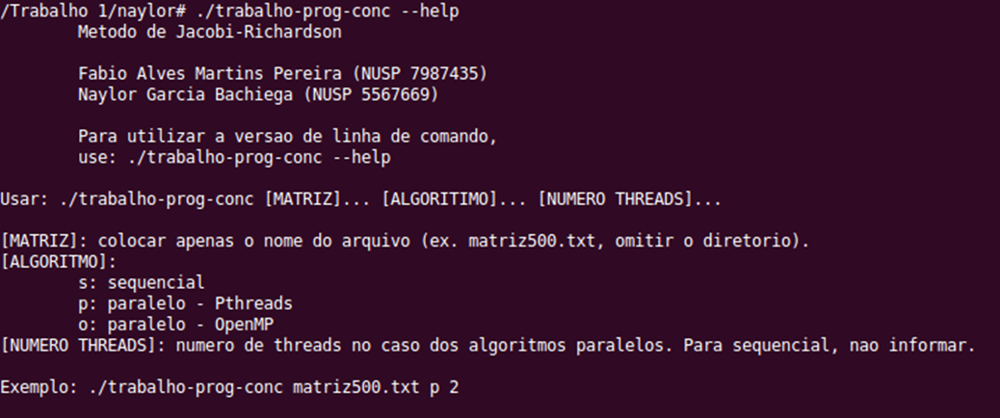 /Trabalho 1/naylor# ./trabalho-prog-conc --help
Metodo de Jacobi-Richardson
Fabio Alves Martins Pereira (NUSP 7987435)
Naylor Garcia Bachiega (NUSP 5567669)
Para utilizar a versao de linha de comando,
use: ./trabalho-prog-conc --help
Usar: ./trabalho-prog-conc [MATRIZ]... [ALGORITIMO]... [NUMERO THREADS]...
[MATRIZ]: colocar apenas o nome do arquivo (ex. matriz500.txt, omitir o diretorio).
[ALGORITMO]:
s: sequencial
p: paralelo - Pthreads
o: paralelo - OpenMP
[NUMERO THREADS]: numero de threads no caso dos algoritmos paralelos. Para sequencial, nao informar.
Exemplo: ./trabalho-prog-conc matriz500.txt p 2